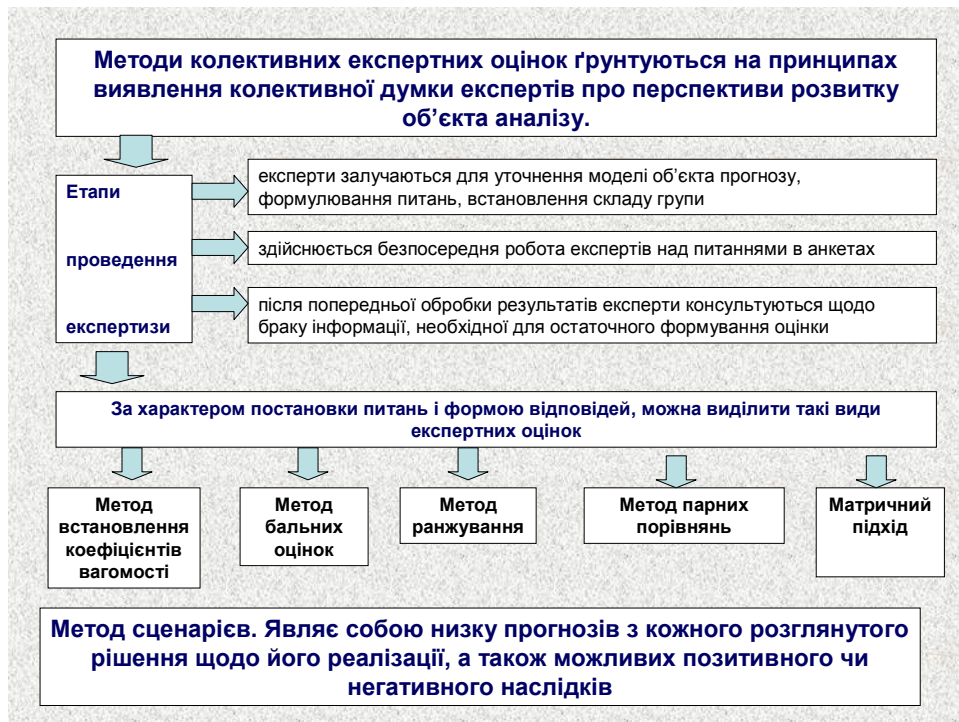 Методи колективних експертних оцінок ґрунтуються на принципах
виявлення колективної думки експертів про перспективи розвитку
об’єкта аналізу.
Етапи
проведення
експертизи
експерти залучаються для уточнення моделі об’єкта прогнозу,
формулювання питань, встановлення складу групи
здійснюється безпосередня робота експертів над питаннями в анкетах
після попередньої обробки результатів експерти консультуються щодо
браку інформації, необхідної для остаточного формування оцінки
За характером постановки питань і формою відповідей, можна виділити такі види
експертних оцінок
Метод
встановлення
коефіцієнтів
вагомості
Метод
бальних
оцінок
Метод
ранжування
Метод парних
порівнянь
Матричний
підхід
Метод сценаріїв. Являє собою низку прогнозів з кожного розглянутого
рішення щодо його реалізації, а також можливих позитивного чи
негативного наслідків